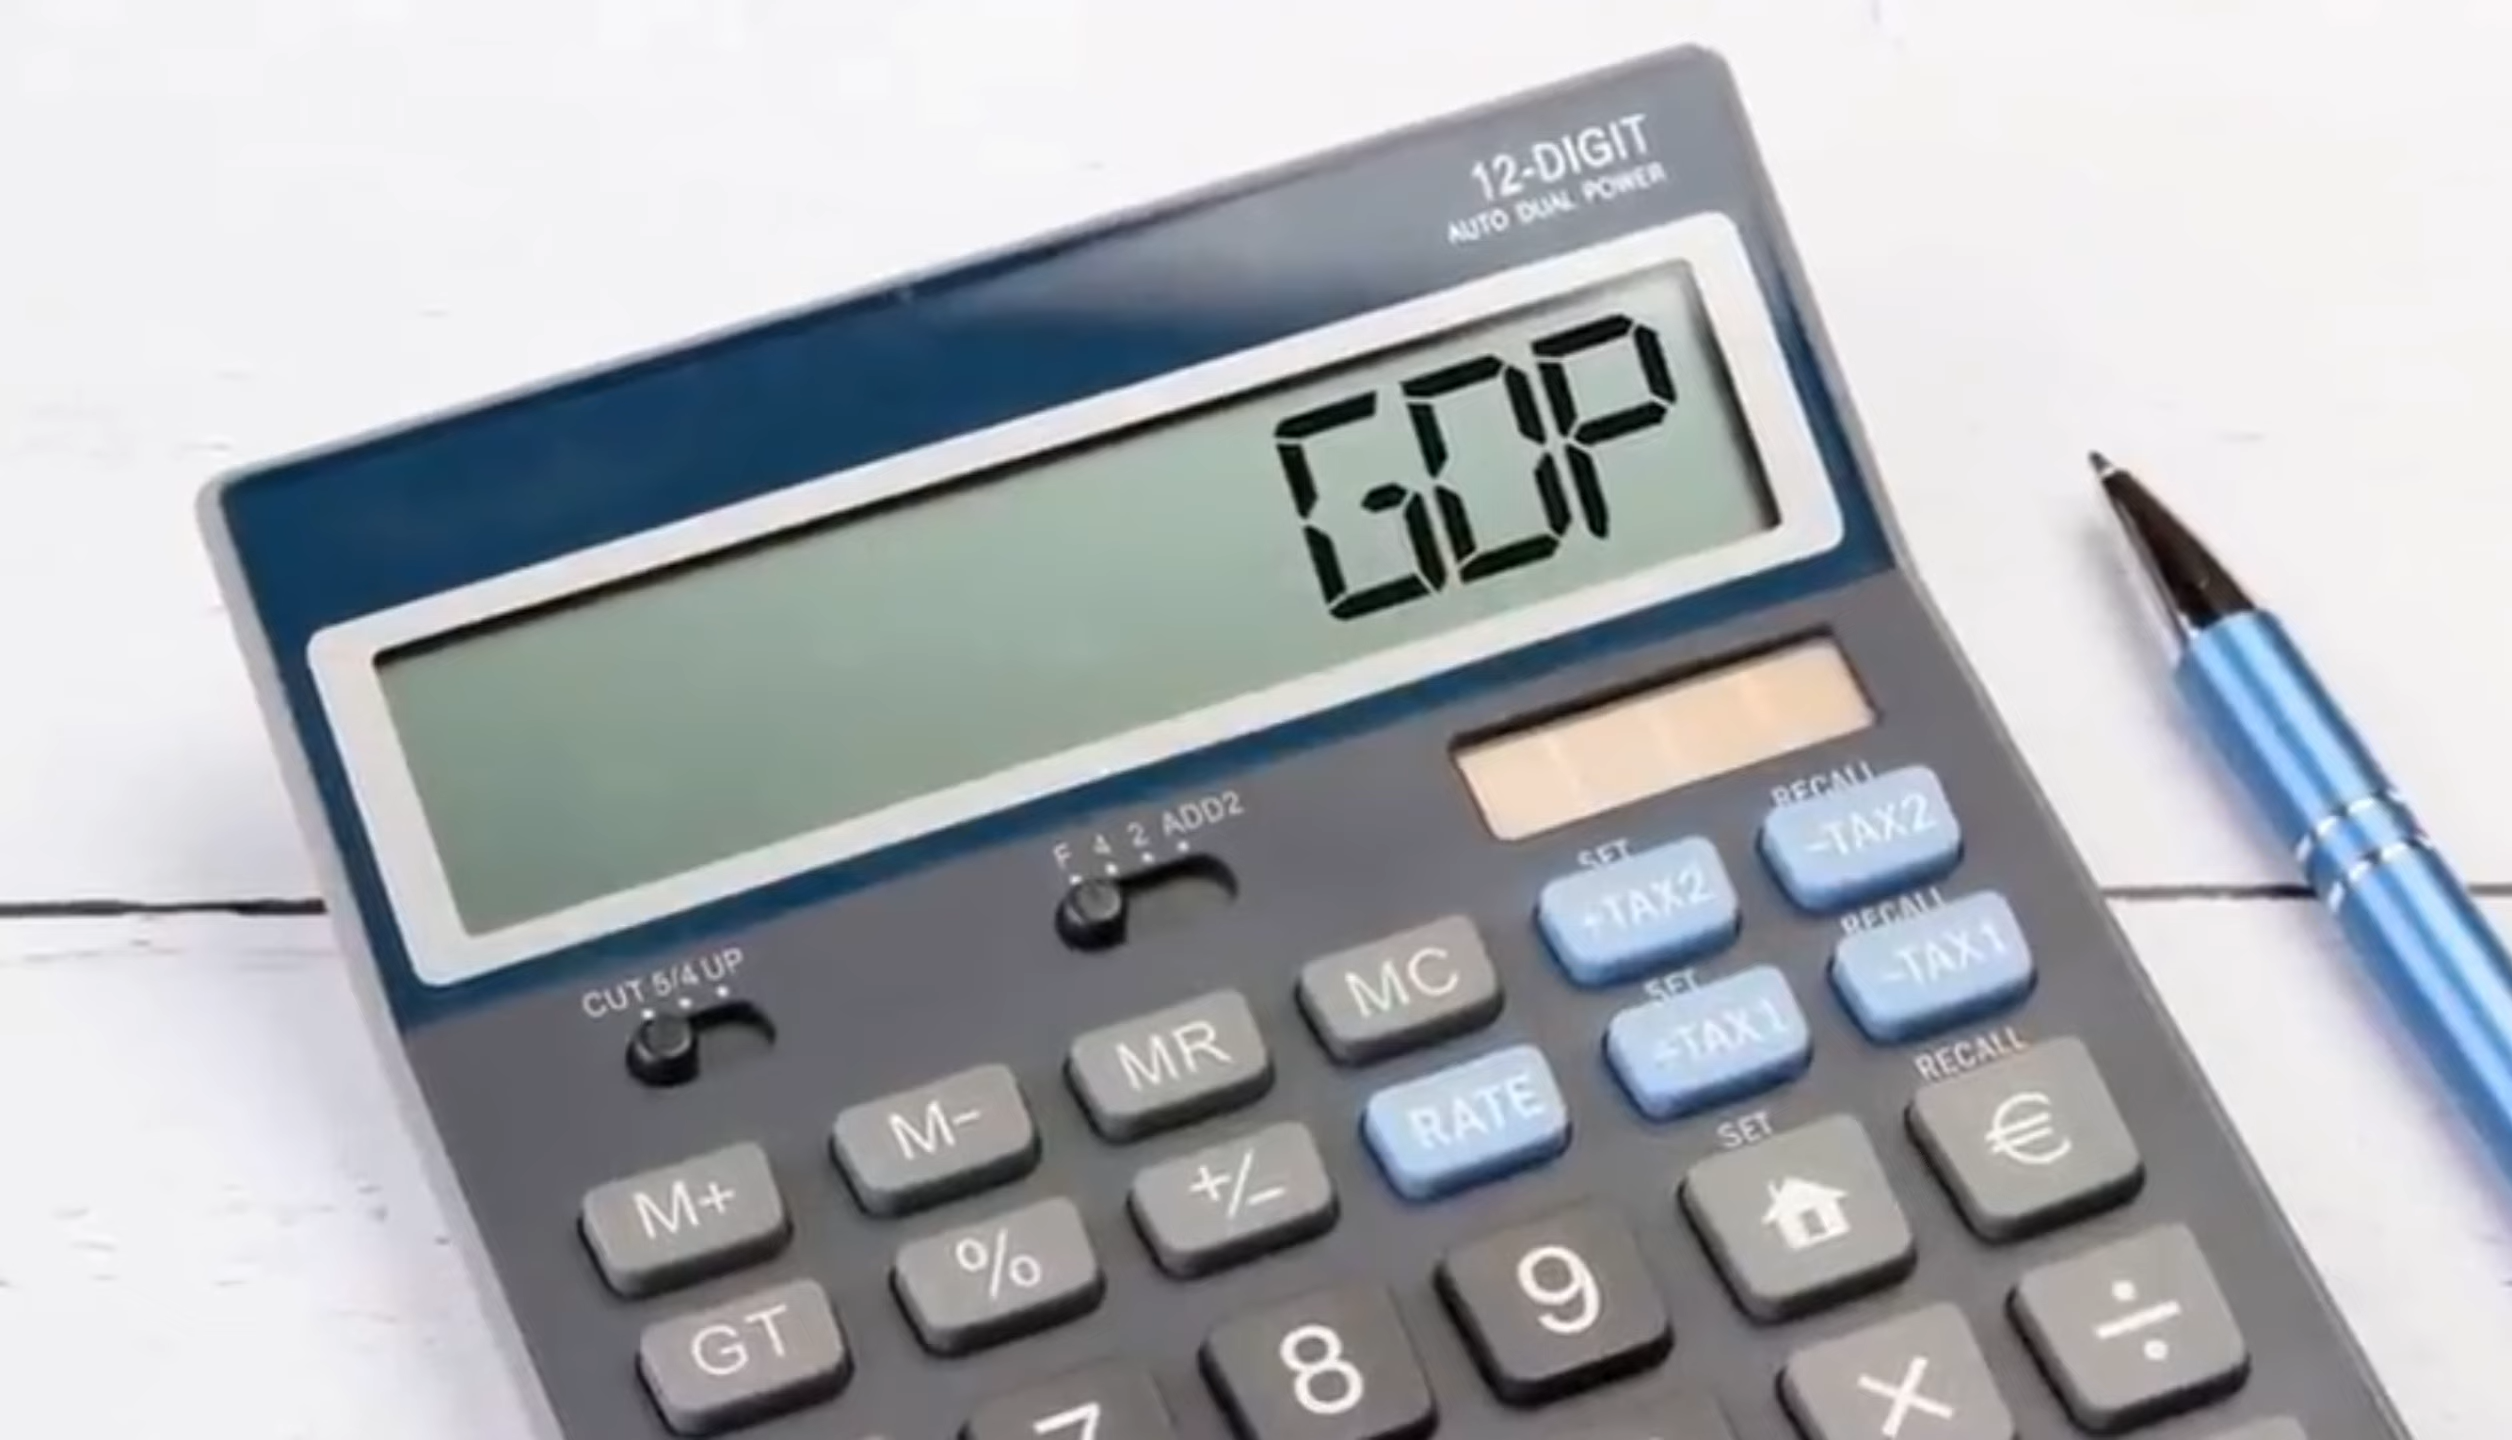 12-DIGIT
AUTO DUAL POWER
GDP
F 4 2 ADD2
CUT 5/4 UP
RECALL
-TAX2
SET
+TAX2
RECALL
-TAX1
SET
+TAX1
MC
MR
M-
M+
RATE
+/-
%
GT
RECALL
€
SET
9
8
7
÷
×